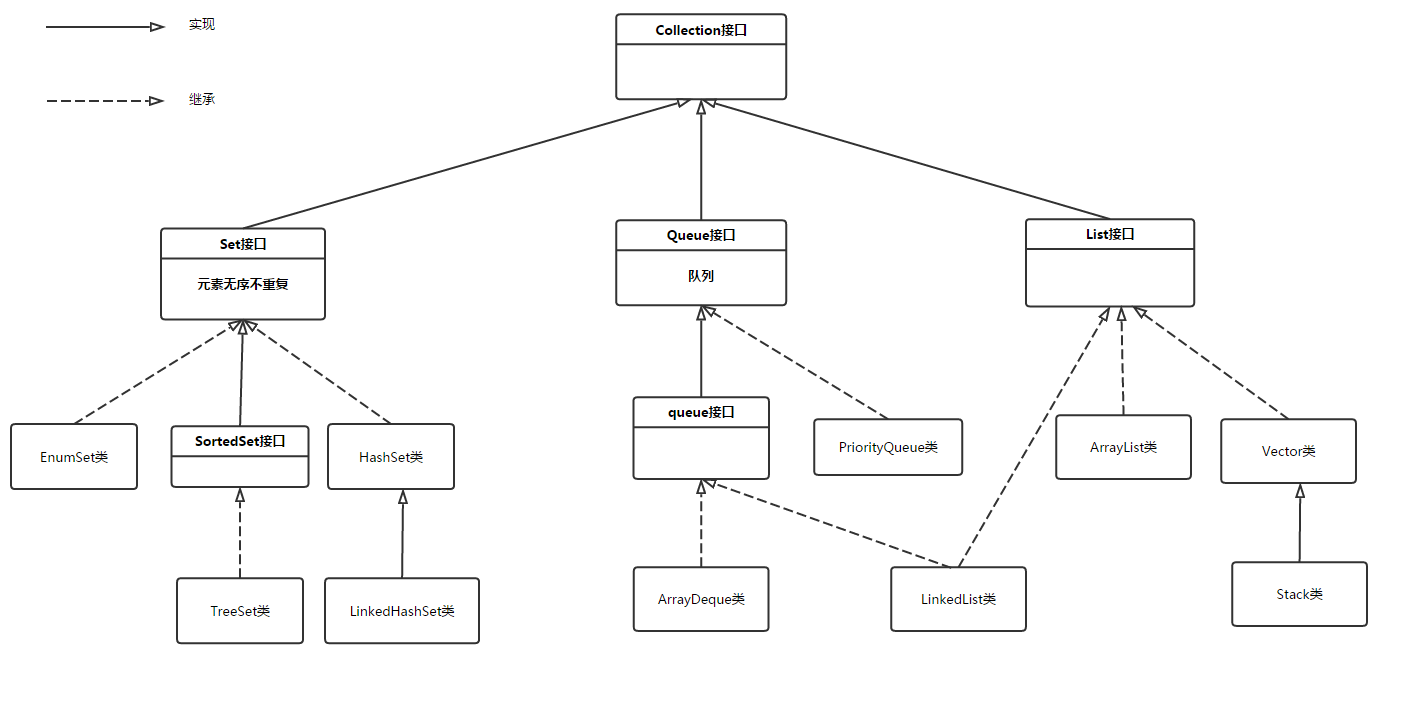 实现
继承
Collection接口
Set接口
元素无序不重复
Queue接口
队列
List接口
EnumSet类
SortedSet接口
HashSet类
queue接口
PriorityQueue类
ArrayList类
Vector类
TreeSet类
LinkedHashSet类
ArrayDeque类
LinkedList类
Stack类